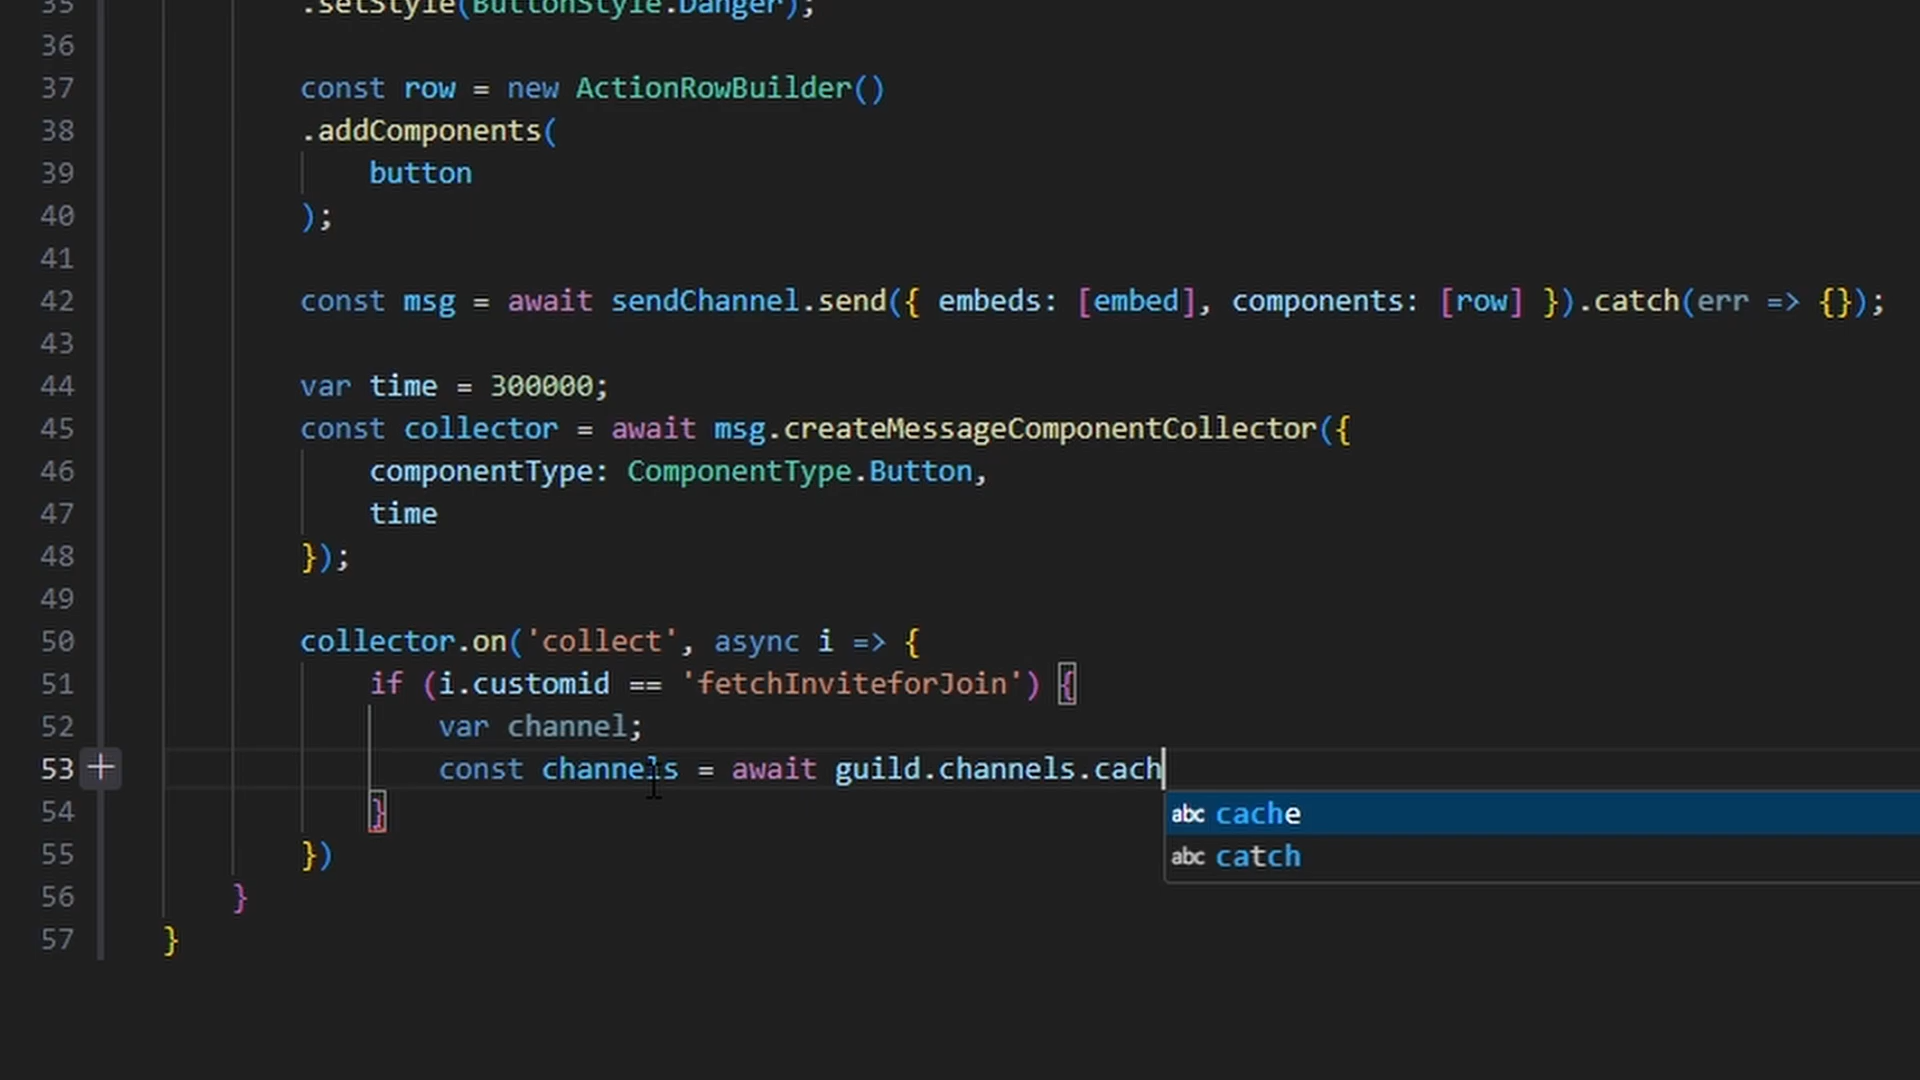 35 .setStyle(ButtonStyle.Danger);
36
37 const row = new ActionRowBuilder()
38 .addComponents(
39 button
40 );
41
42 const msg = await sendChannel.send({ embeds: [embed], components: [row] }).catch(err => {});
43
44 var time = 300000;
45 const collector = await msg.createMessageComponentCollector({
46 componentType: ComponentType.Button,
47 time
48 });
49
50 collector.on('collect', async i => {
51 if (i.customid == 'fetchInviteforJoin') {
52 var channel;
53 const channels = await guild.channels.cach
abc cache
54 }
55 })
abc catch
56 }
57 }